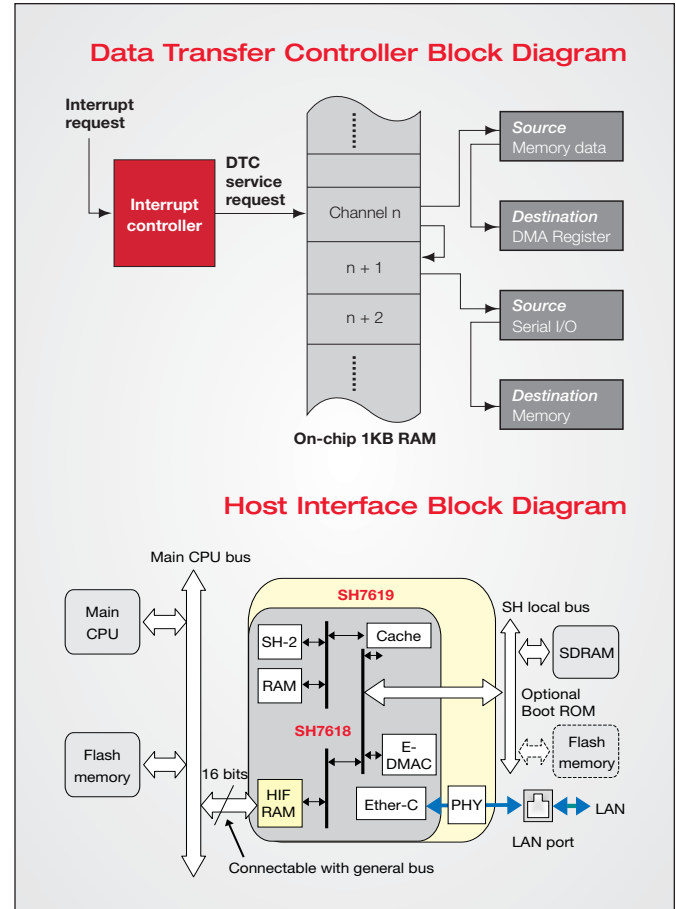 Data Transfer Controller Block Diagram
Interrupt
request
DTC
service
request
Interrupt
controller
Channel n
n + 1
n + 2
Source
Memory data
Destination
DMA Register
Source
Serial I/O
Destination
Memory
On-chip 1KB RAM
Host Interface Block Diagram
Main CPU bus
Main
CPU
Flash
memory
16 bits
SH7619
SH-2
Cache
RAM
SH7618
E-
DMAC
HIF
RAM
Ether-C
PHY
SH local bus
SDRAM
Optional
Boot ROM
Flash
memory
LAN
LAN port
Connectable with general bus